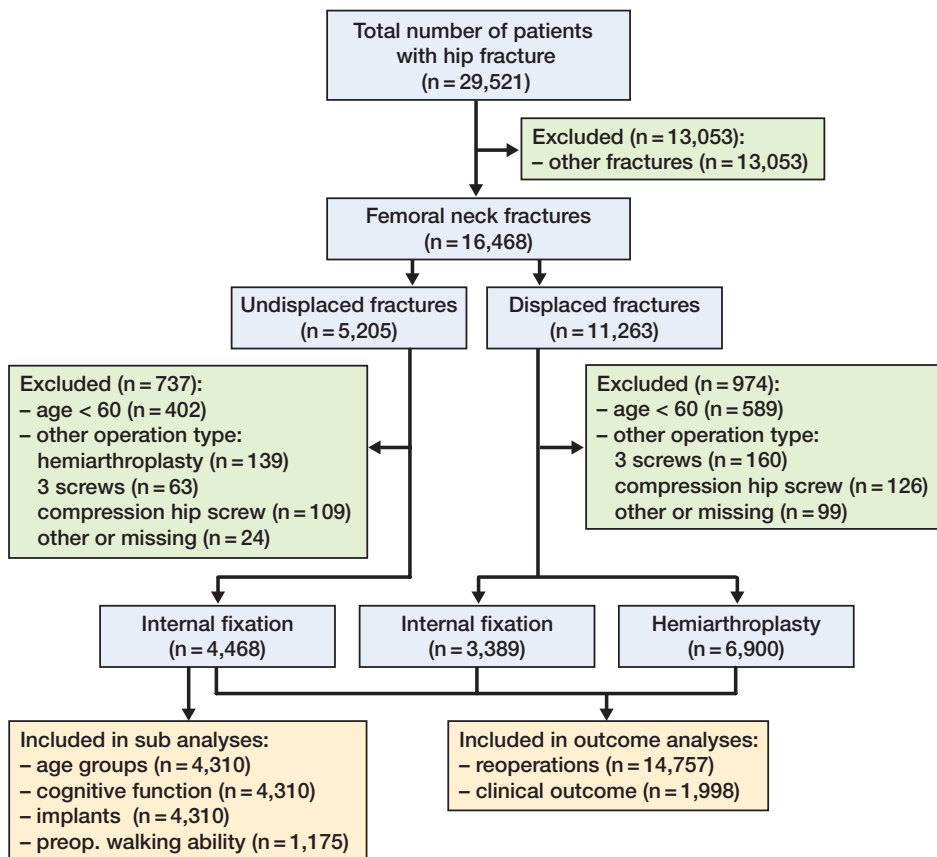 Total number of patients
with hip fracture
(n = 29,521)
Excluded (n = 13,053):
– other fractures (n = 13,053)
Femoral neck fractures
(n = 16,468)
Undisplaced fractures
(n = 5,205)
Displaced fractures
(n = 11,263)
Excluded (n = 737):
– age < 60 (n = 402)
– other operation type:
hemiarthroplasty (n = 139)
3 screws (n = 63)
compression hip screw (n = 109)
other or missing (n = 24)
Excluded (n = 974):
– age < 60 (n = 589)
– other operation type:
3 screws (n = 160)
compression hip screw (n = 126)
other or missing (n = 99)
Internal fixation
(n = 4,468)
Internal fixation
(n = 3,389)
Hemiarthroplasty
(n = 6,900)
Included in sub analyses:
– age groups (n = 4,310)
– cognitive function (n = 4,310)
– implants (n = 4,310)
– preop. walking ability (n = 1,175)
Included in outcome analyses:
– reoperations (n = 14,757)
– clinical outcome (n = 1,998)